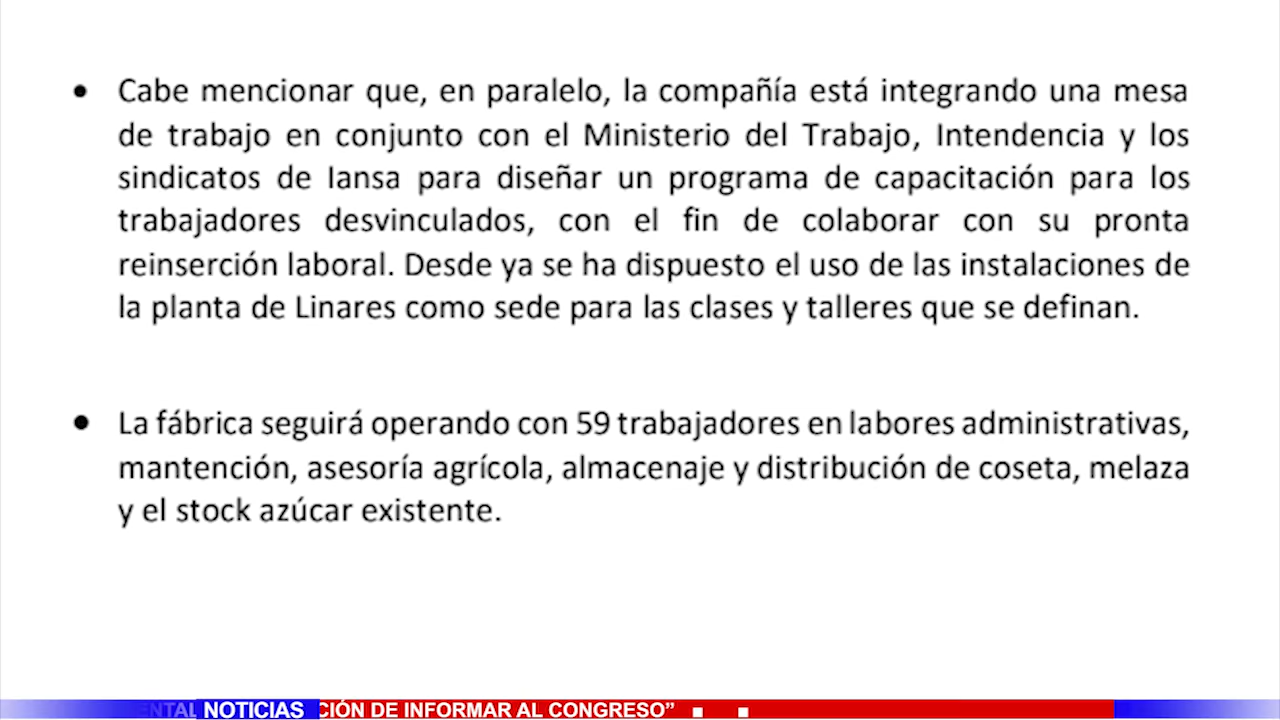 • Cabe mencionar que, en paralelo, la compañía está integrando una mesa
de trabajo en conjunto con el Ministerio del Trabajo, Intendencia y los
sindicatos de Iansa para diseñar un programa de capacitación para los
trabajadores desvinculados, con el fin de colaborar con su pronta
reinserción laboral. Desde ya se ha dispuesto el uso de las instalaciones de
la planta de Linares como sede para las clases y talleres que se definan.
• La fábrica seguirá operando con 59 trabajadores en labores administrativas,
mantención, asesoría agrícola, almacenaje y distribución de coseta, melaza
y el stock azúcar existente.
NTAL NOTICIAS CIÓN DE INFORMAR AL CONGRESO”